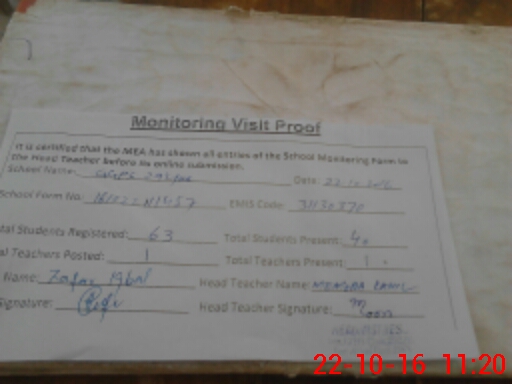 Monitoring Visit Proof
It is certified that the MEA has shown all entries of the School Monitoring Form to
the Head Teacher before its online submission.
School Name: Date: 22-10-2016
School Form No: EMIS Code: 31130370
tal Students Registered: 63 Total Students Present: 40
al Teachers Posted: 1 Total Teachers Present: 1
Name: Zafar Iqbal Head Teacher Name:
Signature: Head Teacher Signature:
22-10-16 11:20